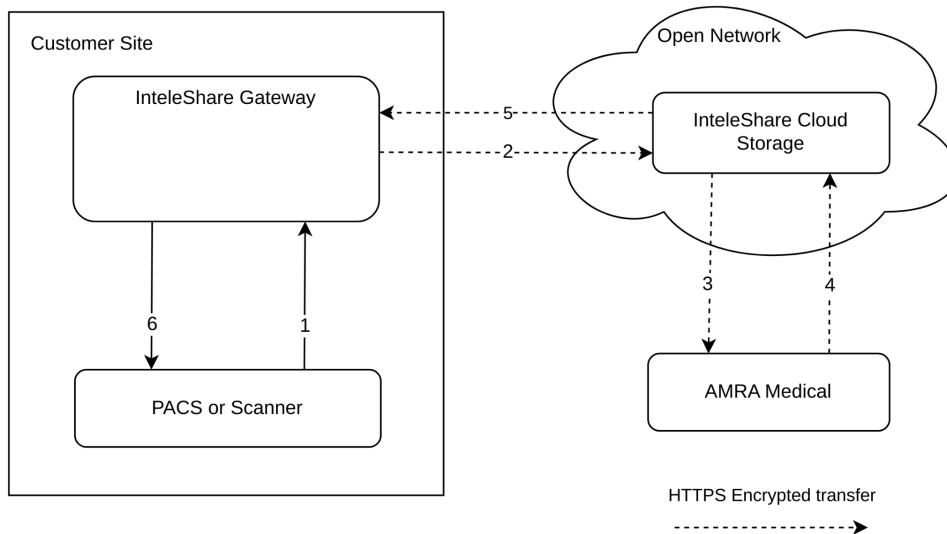 Customer Site
Open Network
InteleShare Gateway
InteleShare Cloud
Storage
5
2
3
4
6
1
AMRA Medical
PACS or Scanner
HTTPS Encrypted transfer